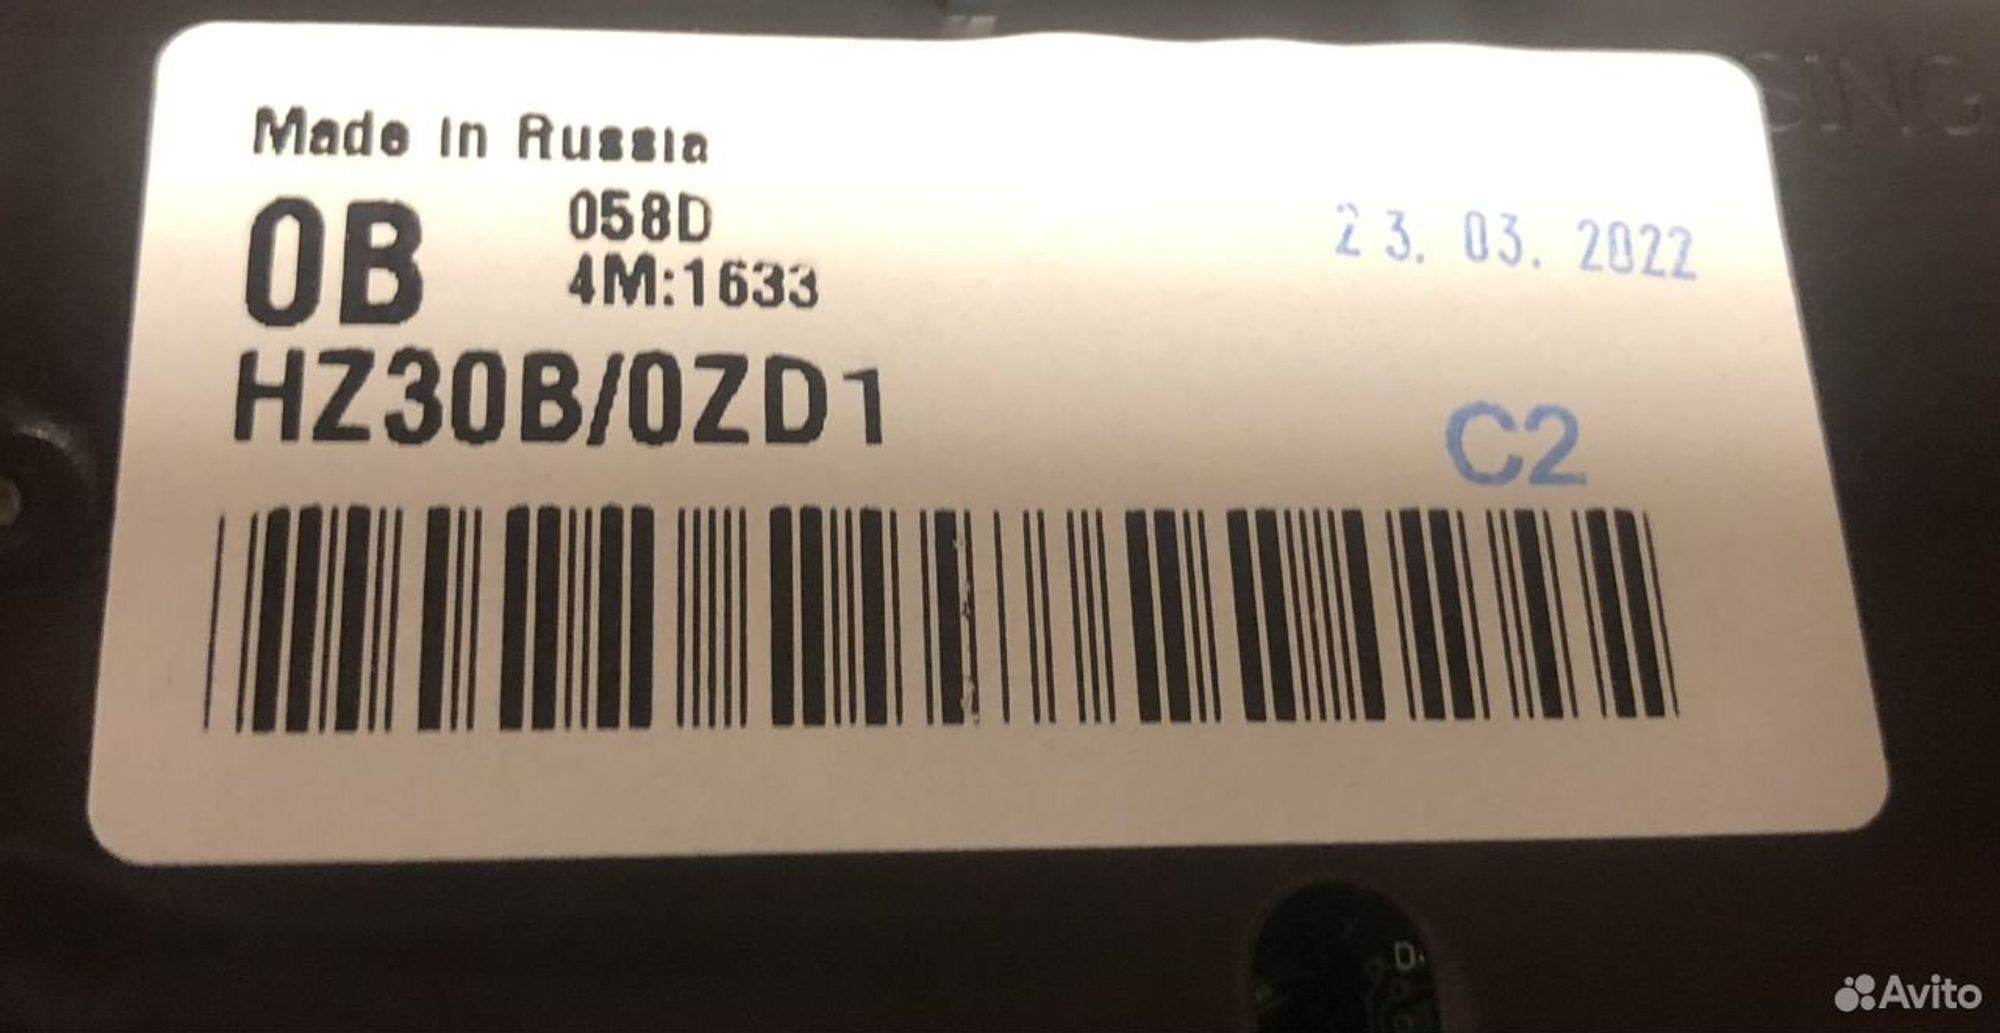 Made in Russia
0B
058D
4M:1633
23. 03. 2022
HZ30B/0ZD1
C2
Avito